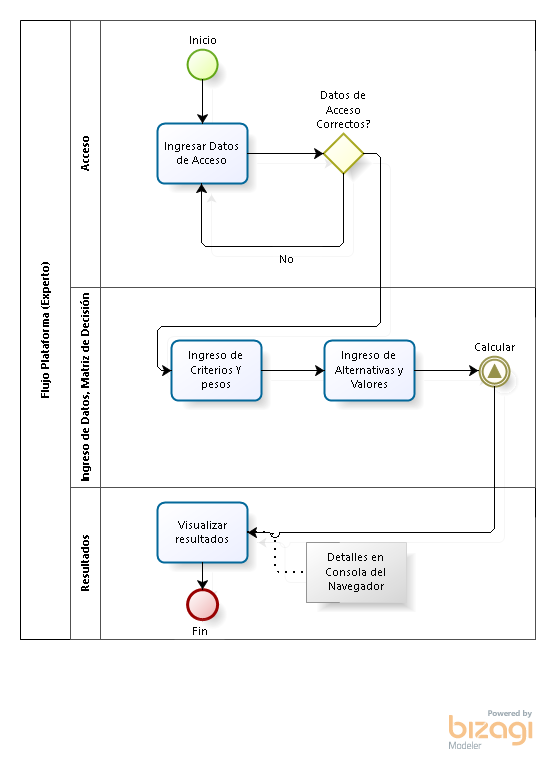 Flujo Plataforma (Experto)
Acceso
Inicio
Ingresar Datos
de Acceso
Datos de
Acceso
Correctos?
No
Ingreso de Datos, Matriz de Decisión
Ingreso de
Criterios Y
pesos
Ingreso de
Alternativas y
Valores
Calcular
Resultados
Visualizar
resultados
Detalles en
Consola del
Navegador
Fin
Powered by
bizagi
Modeler